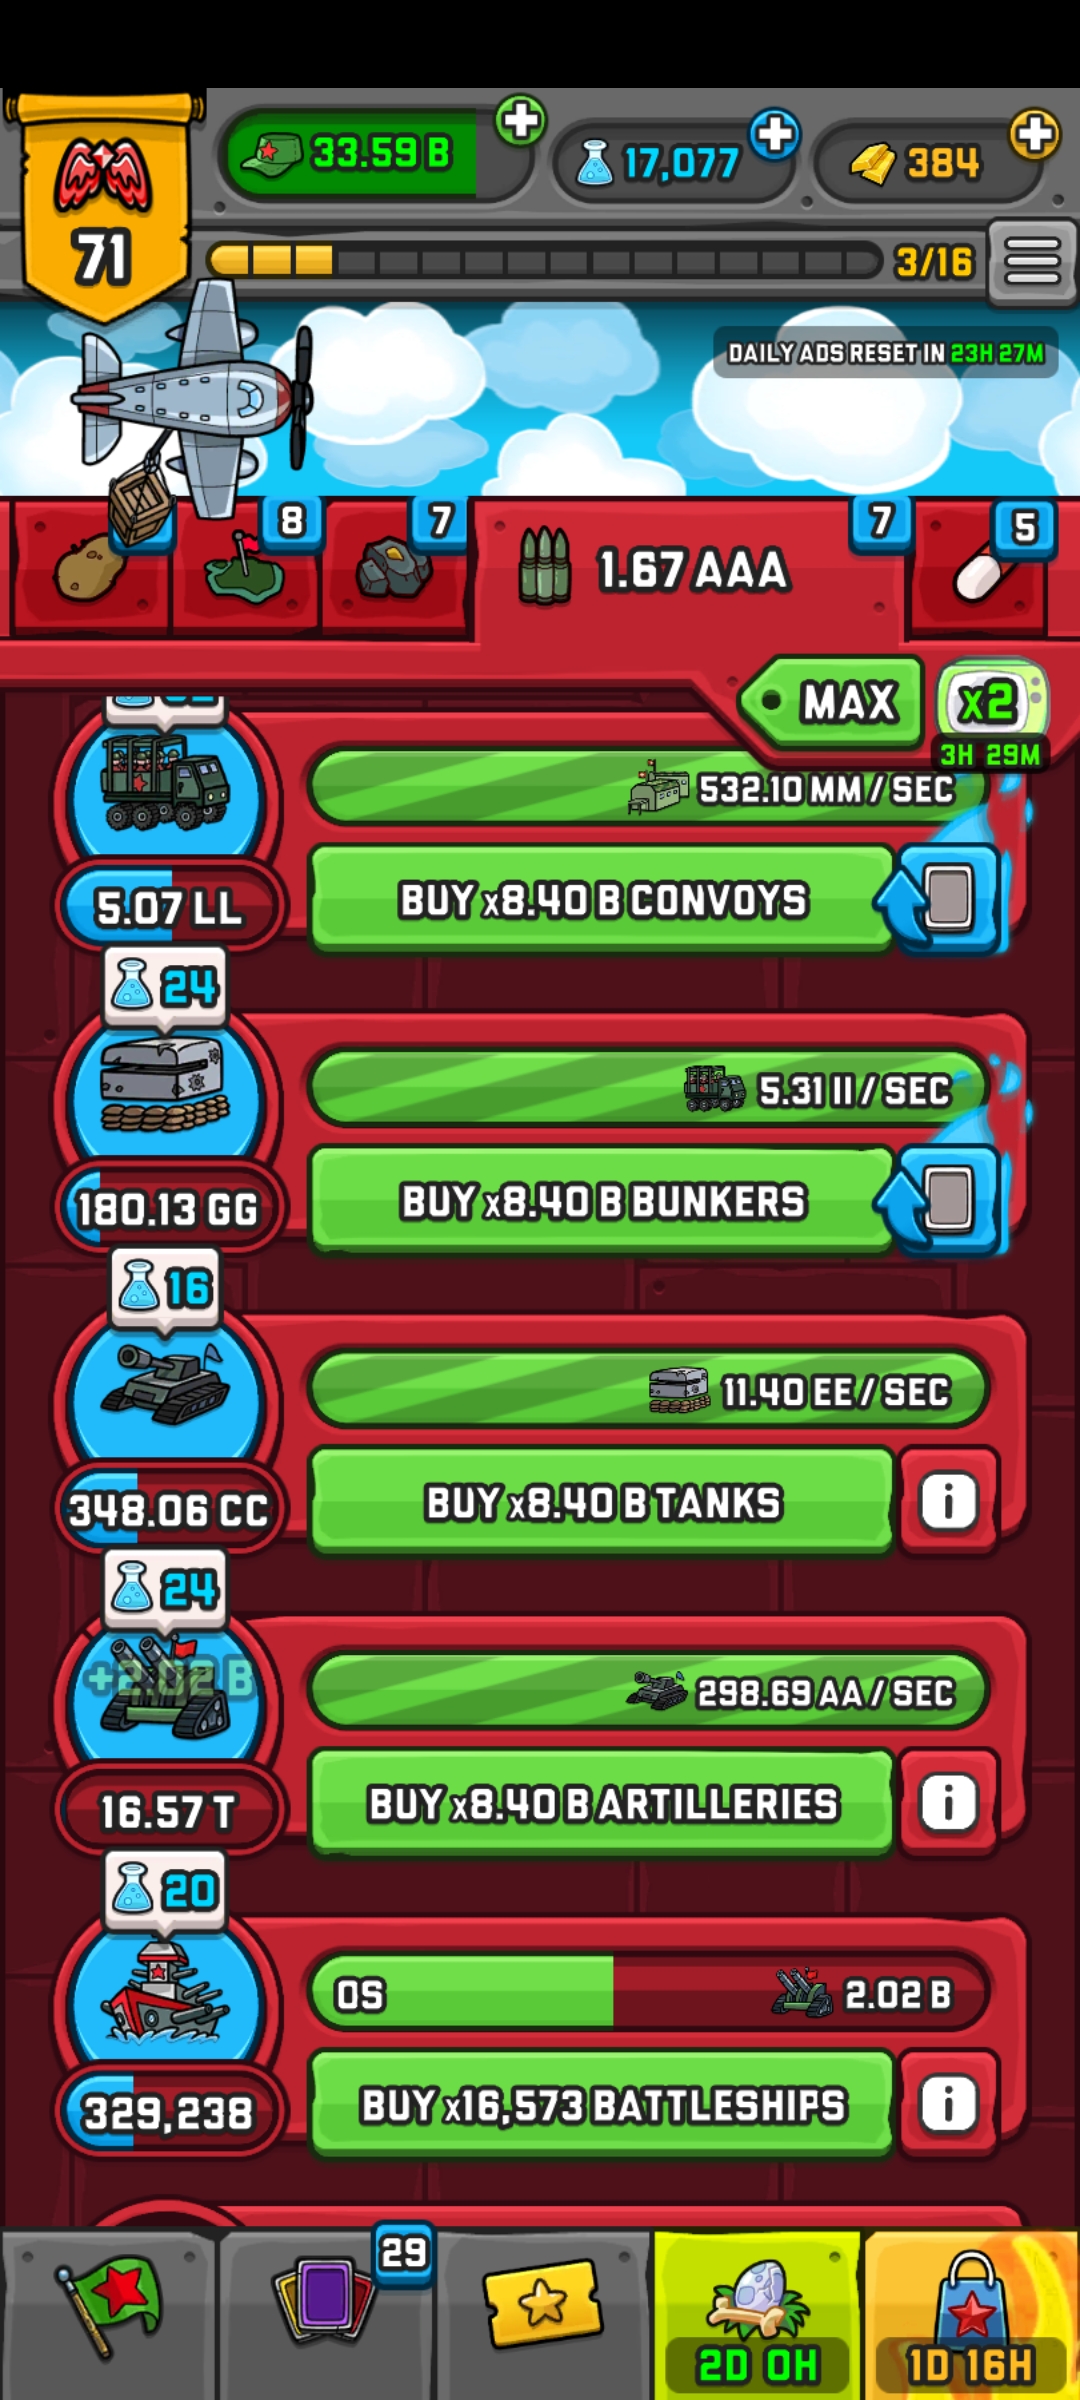 33.59 B
17,077
384
71
3/16
DAILY ADS RESET IN 23H 27M
8
7
1.67 AAA
7
5
MAX
x2
3H 29M
532.10 MM / SEC
BUY x8.40 B CONVOYS
5.07 LL
24
5.31 II / SEC
BUY x8.40 B BUNKERS
180.13 GG
16
11.40 EE / SEC
BUY x8.40 B TANKS
348.06 CC
24
+2.02 B
298.69 AA / SEC
BUY x8.40 B ARTILLERIES
16.57 T
20
0S
2.02 B
BUY x16,573 BATTLESHIPS
329,238
29
2D 0H
1D 16H